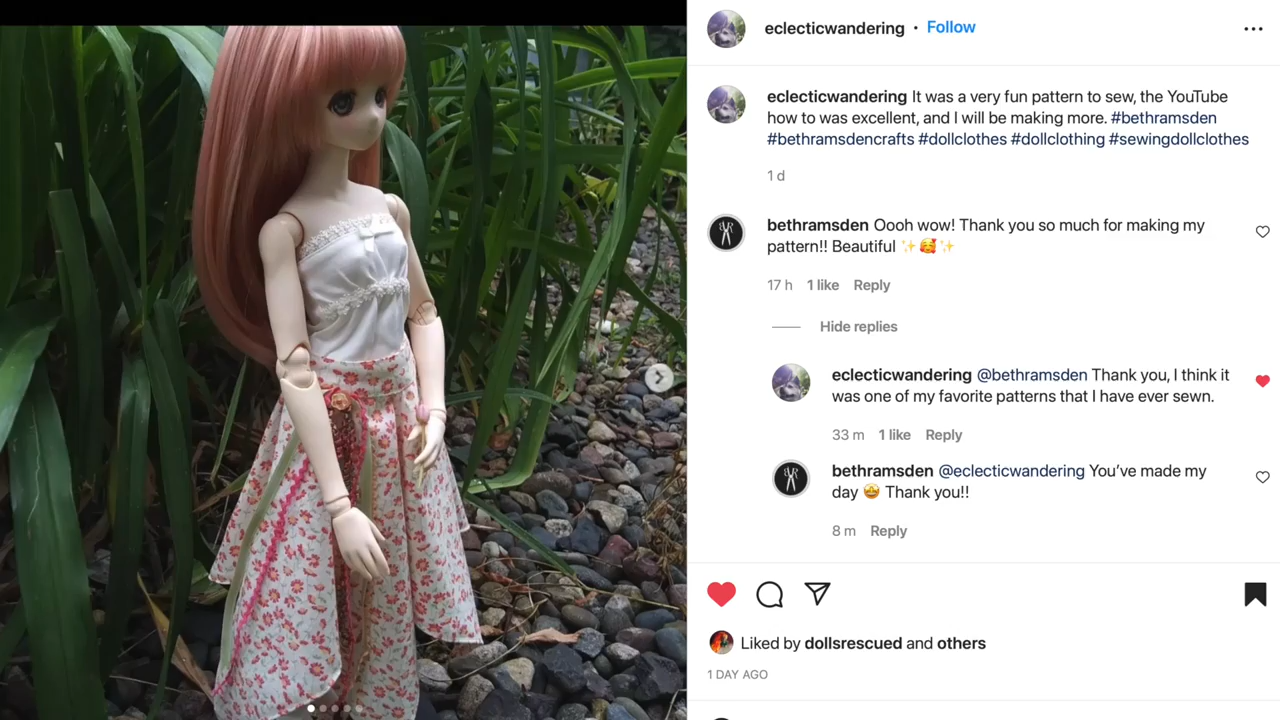 eclecticwandering • Follow
eclecticwandering It was a very fun pattern to sew, the YouTube
how to was excellent, and I will be making more. #bethramsden
#bethramsdencrafts #dollclothes #dollclothing #sewingdollclothes
1 d
bethramsden Oooh wow! Thank you so much for making my
pattern!! Beautiful ✨🥰✨
17 h 1 like Reply
Hide replies
eclecticwandering @bethramsden Thank you, I think it
was one of my favorite patterns that I have ever sewn.
33 m 1 like Reply
bethramsden @eclecticwandering You’ve made my
day 🤩 Thank you!!
8 m Reply
Liked by dollsrescued and others
1 DAY AGO